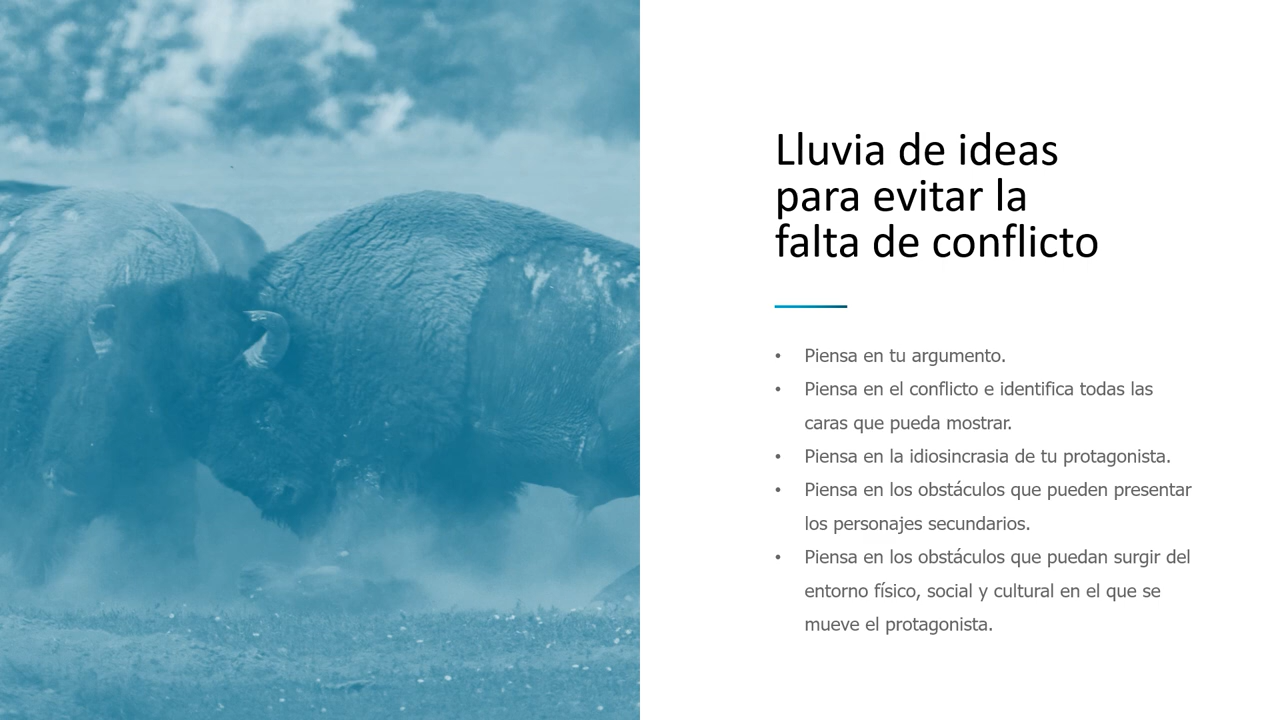 Lluvia de ideas
para evitar la
falta de conflicto
• Piensa en tu argumento.
• Piensa en el conflicto e identifica todas las
caras que pueda mostrar.
• Piensa en la idiosincrasia de tu protagonista.
• Piensa en los obstáculos que pueden presentar
los personajes secundarios.
• Piensa en los obstáculos que puedan surgir del
entorno físico, social y cultural en el que se
mueve el protagonista.